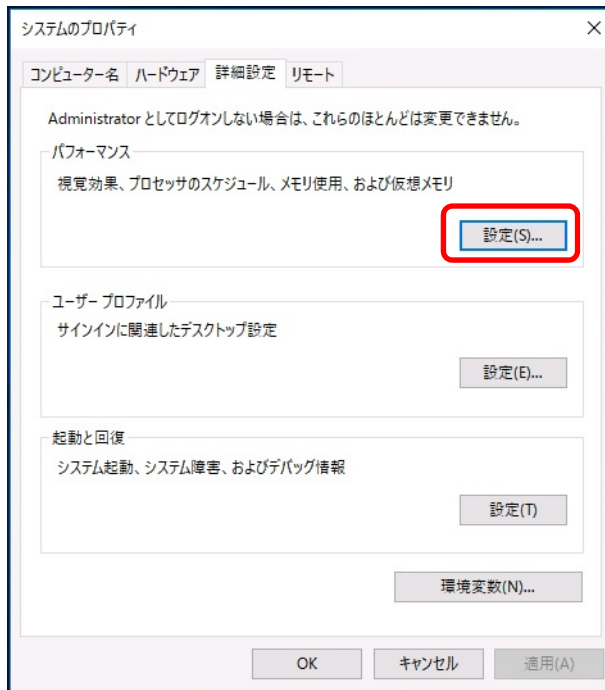 システムのプロパティ
コンピューター名 ハードウェア 詳細設定 リモート
Administrator としてログオンしない場合は、これらのほとんどは変更できません。
パフォーマンス
視覚効果、プロセッサのスケジュール、メモリ使用、および仮想メモリ
設定(S)...
ユーザー プロファイル
サインインに関連したデスクトップ設定
設定(E)...
起動と回復
システム起動、システム障害、およびデバッグ情報
設定(T)
環境変数(N)...
OK キャンセル 適用(A)